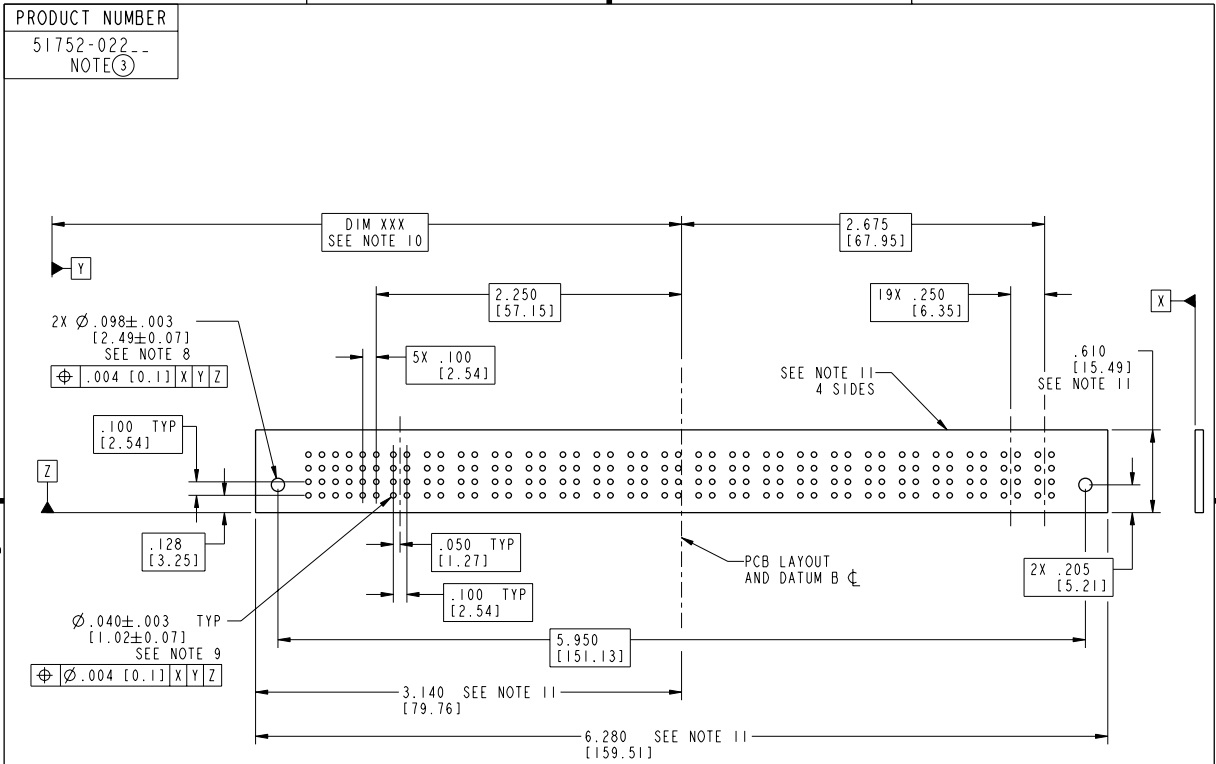 PRODUCT NUMBER
51752-022__
NOTE 3
DIM XXX
SEE NOTE 10
2.675
[67.95]
Y
2.250
[57.15]
19X .250
[6.35]
X
2X Ø.098±.003
[2.49±0.07]
SEE NOTE 8
⌖ .004 [0.1] X Y Z
5X .100
[2.54]
SEE NOTE 11
4 SIDES
.610
[15.49]
SEE NOTE 11
.100 TYP
[2.54]
Z
.128
[3.25]
.050 TYP
[1.27]
.100 TYP
[2.54]
PCB LAYOUT
AND DATUM B ℄
2X .205
[5.21]
Ø.040±.003 TYP
[1.02±0.07]
SEE NOTE 9
⌖ Ø.004 [0.1] X Y Z
5.950
[151.13]
3.140 SEE NOTE 11
[79.76]
6.280 SEE NOTE 11
[159.51]